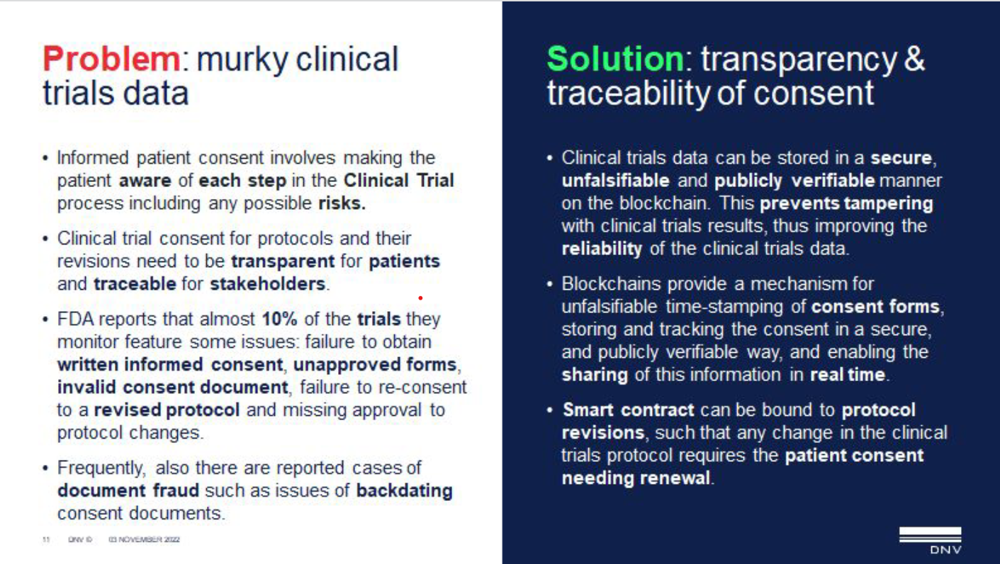 Problem: murky clinical
trials data
• Informed patient consent involves making the
patient aware of each step in the Clinical Trial
process including any possible risks.
• Clinical trial consent for protocols and their
revisions need to be transparent for patients
and traceable for stakeholders.
• FDA reports that almost 10% of the trials they
monitor feature some issues: failure to obtain
written informed consent, unapproved forms,
invalid consent document, failure to re-consent
to a revised protocol and missing approval to
protocol changes.
• Frequently, also there are reported cases of
document fraud such as issues of backdating
consent documents.
11 DNV © 03 NOVEMBER 2022
Solution: transparency &
traceability of consent
• Clinical trials data can be stored in a secure,
unfalsifiable and publicly verifiable manner
on the blockchain. This prevents tampering
with clinical trials results, thus improving the
reliability of the clinical trials data.
• Blockchains provide a mechanism for
unfalsifiable time-stamping of consent forms,
storing and tracking the consent in a secure,
and publicly verifiable way, and enabling the
sharing of this information in real time.
• Smart contract can be bound to protocol
revisions, such that any change in the clinical
trials protocol requires the patient consent
needing renewal.
DNV